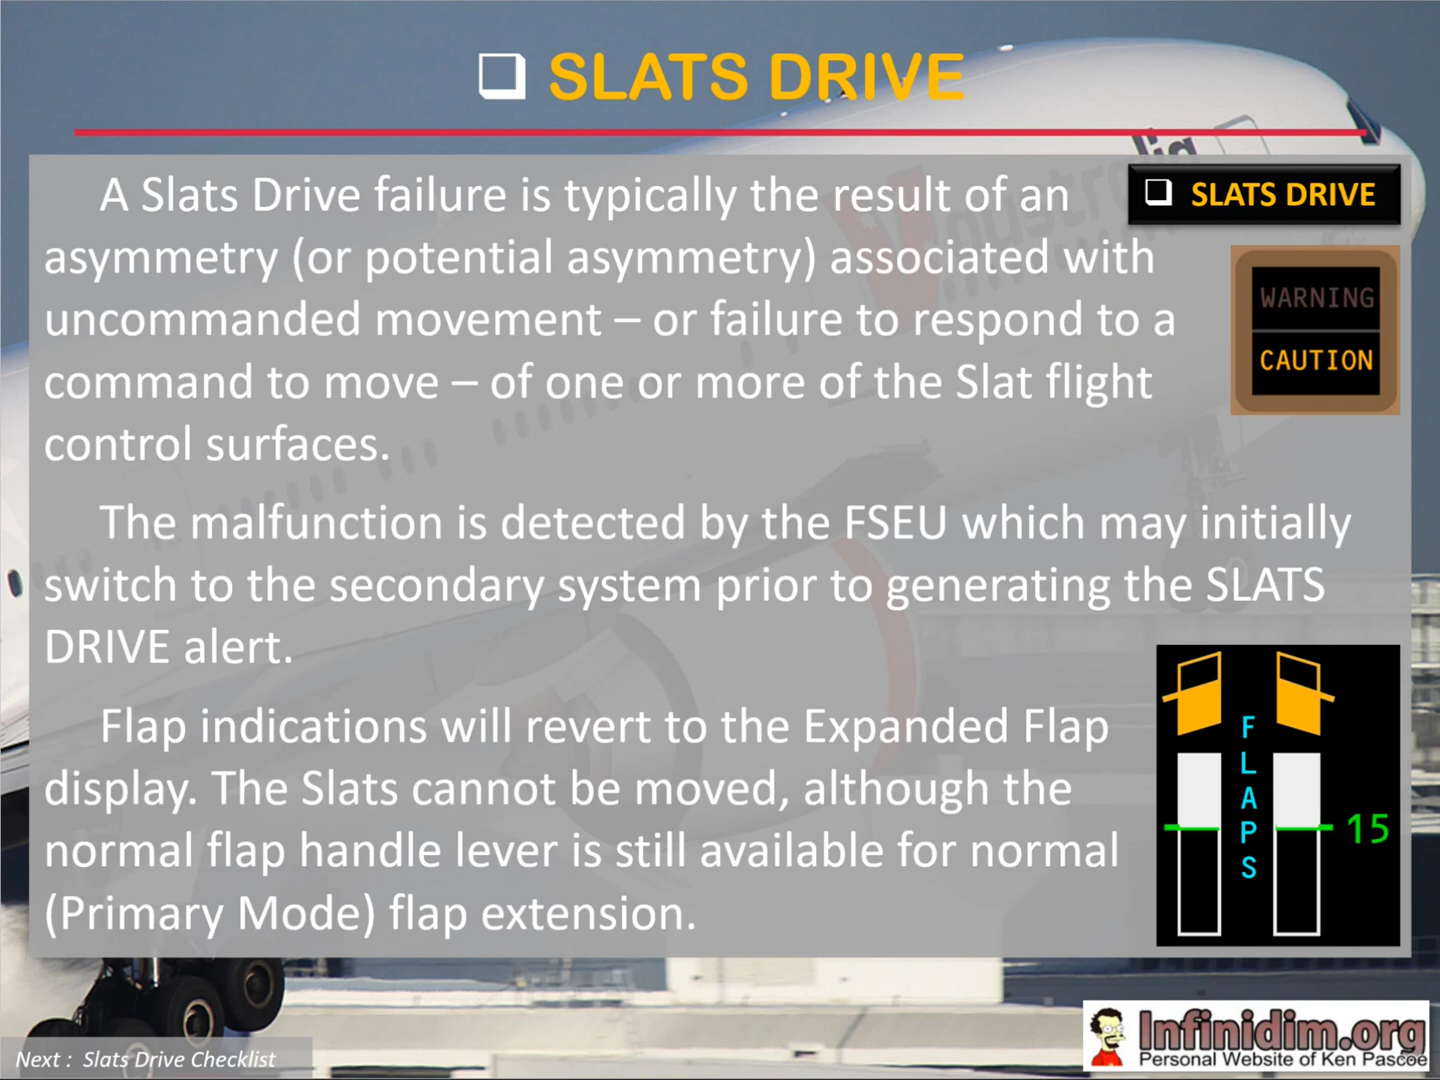 ❑ SLATS DRIVE
A Slats Drive failure is typically the result of an
asymmetry (or potential asymmetry) associated with
uncommanded movement – or failure to respond to a
command to move – of one or more of the Slat flight
control surfaces.
❑ SLATS DRIVE
WARNING
CAUTION
The malfunction is detected by the FSEU which may initially
switch to the secondary system prior to generating the SLATS
DRIVE alert.
Flap indications will revert to the Expanded Flap
display. The Slats cannot be moved, although the
normal flap handle lever is still available for normal
(Primary Mode) flap extension.
FLAPS
15
Next : Slats Drive Checklist
Infinidim.org
Personal Website of Ken Pascoe